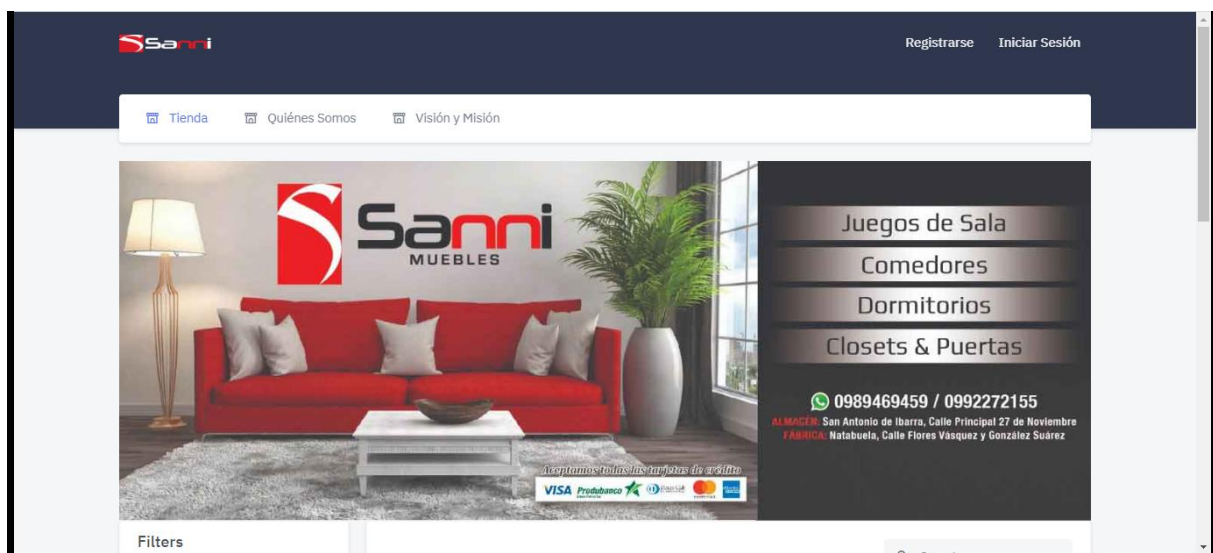 Sanni
Registrarse Iniciar Sesión
Tienda Quiénes Somos Visión y Misión
Sanni
MUEBLES
Juegos de Sala
Comedores
Dormitorios
Closets & Puertas
0989469459 / 0992272155
ALMACÉN: San Antonio de Ibarra, Calle Principal 27 de Noviembre
FÁBRICA: Natabuela, Calle Flores Vásquez y González Suárez
Aceptamos todas las tarjetas de crédito
VISA Produbanco
Filters